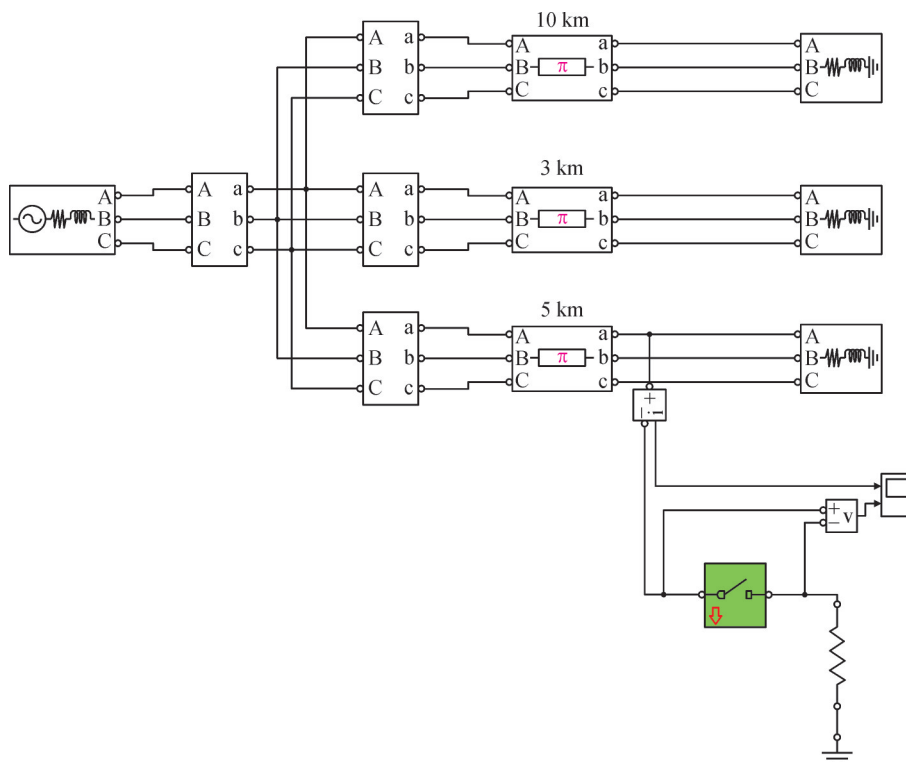 10 km
A a A a A
B b B π b B
C c C c C
3 km
A A a A a A a A
B B b B b B π b B
C C c C c C c C
5 km
A a A a A
B b B π b B
C c C c C
+ i
−
+ v
−